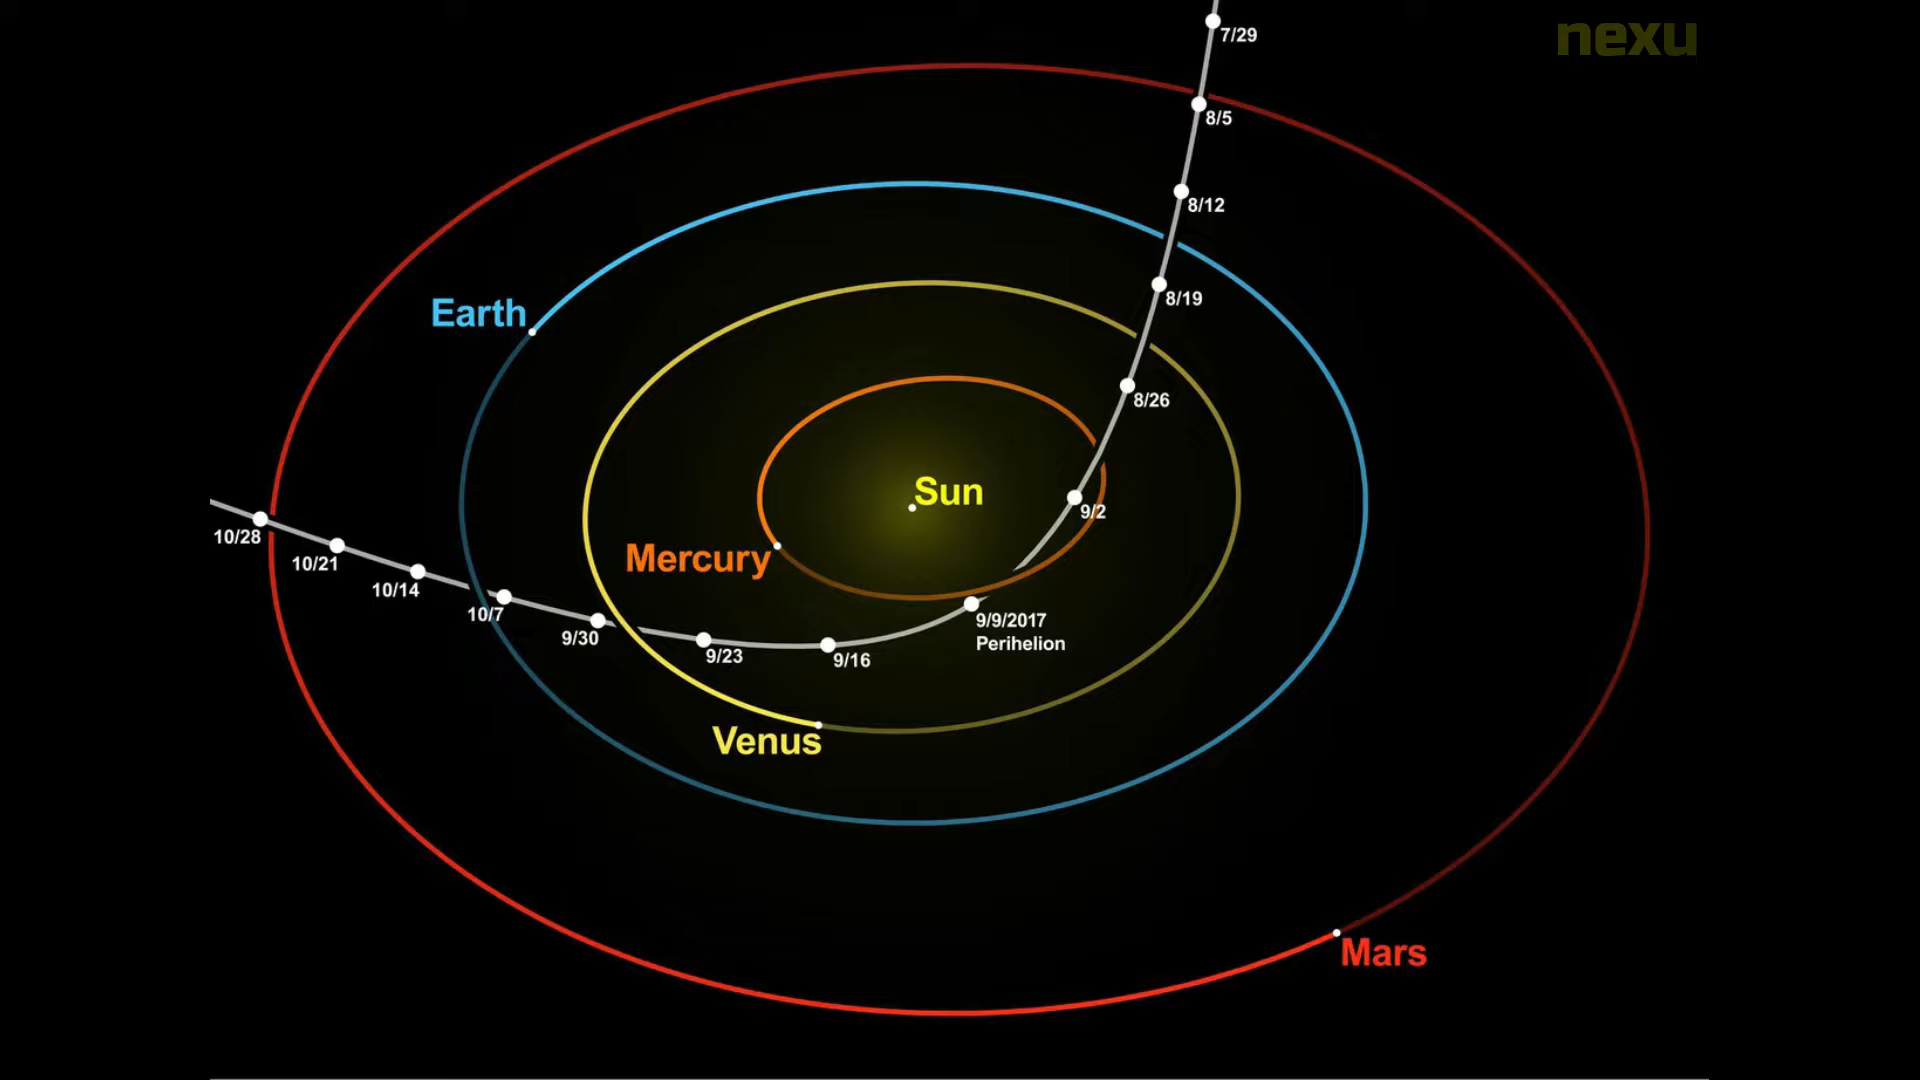 nexu
7/29
8/5
8/12
8/19
Earth
8/26
Sun
9/2
10/28
10/21
Mercury
10/14
10/7
9/9/2017
Perihelion
9/30
9/23
9/16
Venus
Mars